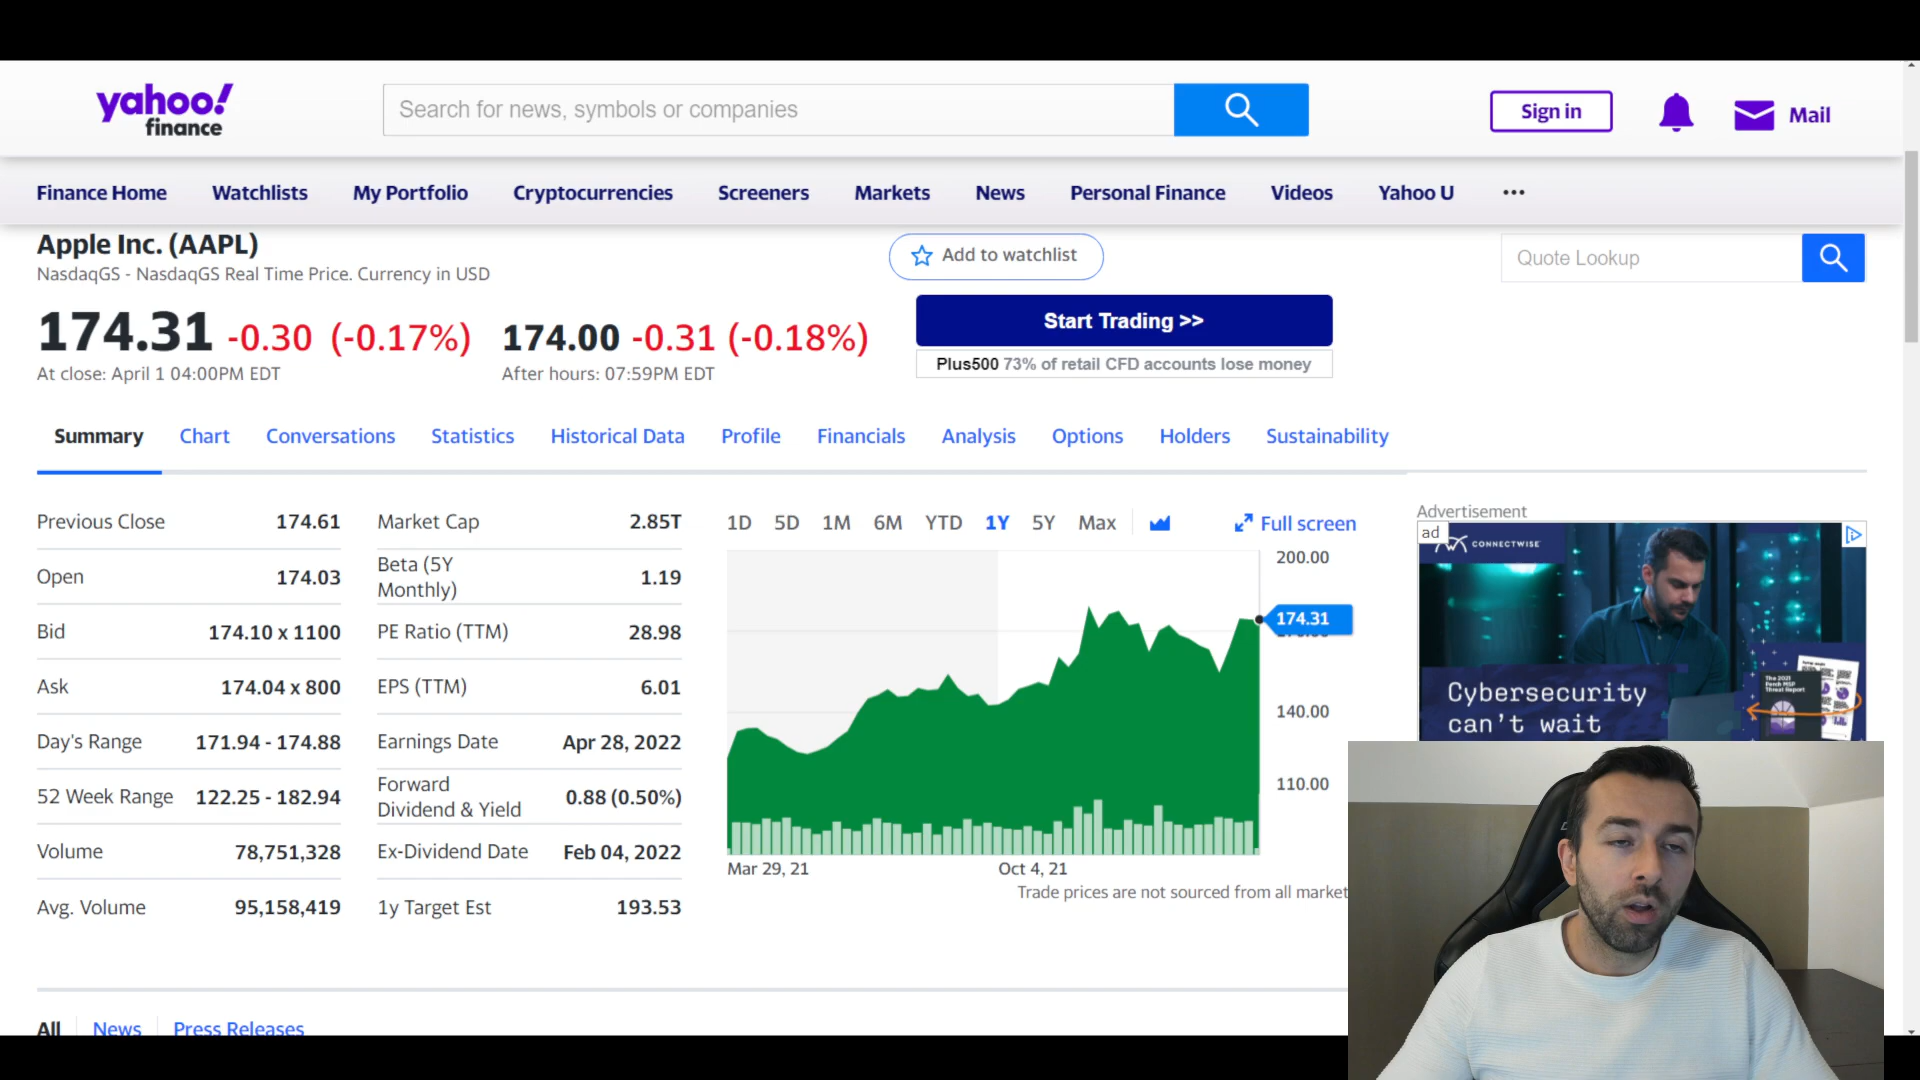 yahoo!
finance
Search for news, symbols or companies
Sign in
Mail
Finance Home Watchlists My Portfolio Cryptocurrencies Screeners Markets News Personal Finance Videos Yahoo U •••
Apple Inc. (AAPL)
NasdaqGS - NasdaqGS Real Time Price. Currency in USD
Add to watchlist
Quote Lookup
174.31 -0.30 (-0.17%) 174.00 -0.31 (-0.18%)
At close: April 1 04:00PM EDT After hours: 07:59PM EDT
Start Trading >>
Plus500 73% of retail CFD accounts lose money
Summary Chart Conversations Statistics Historical Data Profile Financials Analysis Options Holders Sustainability
Previous Close 174.61
Open 174.03
Bid 174.10 x 1100
Ask 174.04 x 800
Day's Range 171.94 - 174.88
52 Week Range 122.25 - 182.94
Volume 78,751,328
Avg. Volume 95,158,419
Market Cap 2.85T
Beta (5Y
Monthly) 1.19
PE Ratio (TTM) 28.98
EPS (TTM) 6.01
Earnings Date Apr 28, 2022
Forward
Dividend & Yield 0.88 (0.50%)
Ex-Dividend Date Feb 04, 2022
1y Target Est 193.53
1D 5D 1M 6M YTD 1Y 5Y Max Full screen
200.00
174.31
140.00
110.00
Mar 29, 21 Oct 4, 21
Trade prices are not sourced from all market
Advertisement
ad
CONNECTWISE
The 2021
Threat Report
Cybersecurity
can't wait
All News Press Releases